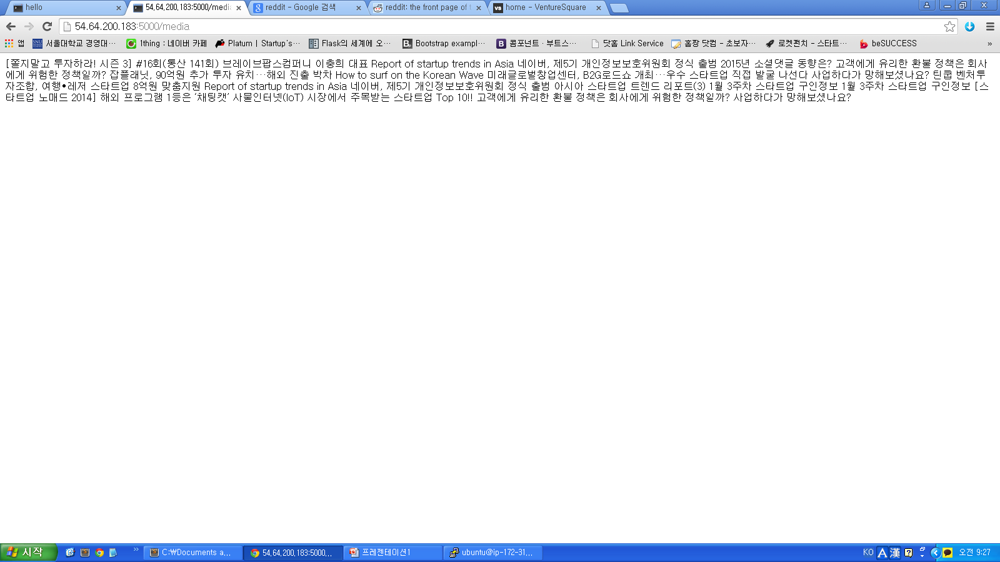 hello
54,64,200,183:5000/media
reddit - Google 검색
reddit: the front page of t
vs home - VentureSquare
54.64.200.183:5000/media
앱
SNU 서울대학교 경영대…
1thing : 네이버 카페
Platum | Startup's…
Flask의 세계에 오…
B. Bootstrap exampl…
B 콤포넌트 · 부트스…
닷홈 Link Service
홈짱 닷컴 - 초보자…
로켓펀치 - 스타트…
beSUCCESS
»
[쫄지말고 투자하라! 시즌 3] #16회(통산 141회) 브레이브팝스컴퍼니 이충희 대표 Report of startup trends in Asia 네이버, 제5기 개인정보보호위원회 정식 출범 2015년 소셜댓글 동향은? 고객에게 유리한 환불 정책은 회사
에게 위험한 정책일까? 잡플래닛, 90억원 추가 투자 유치…해외 진출 박차 How to surf on the Korean Wave 미래글로벌창업센터, B2G로드쇼 개최…우수 스타트업 직접 발굴 나선다 사업하다가 망해보셨나요? 틴쿱 벤처투
자조합, 여행•레저 스타트업 8억원 맞춤지원 Report of startup trends in Asia 네이버, 제5기 개인정보보호위원회 정식 출범 아시아 스타트업 트렌드 리포트(3) 1월 3주차 스타트업 구인정보 1월 3주차 스타트업 구인정보 [스
타트업 노매드 2014] 해외 프로그램 1등은 ‘채팅캣’ 사물인터넷(IoT) 시장에서 주목받는 스타트업 Top 10!! 고객에게 유리한 환불 정책은 회사에게 위험한 정책일까? 사업하다가 망해보셨나요?
시작
»
C:₩Documents a...
54,64,200,183:5000...
프레젠테이션1
ubuntu@ip-172-31...
KO
A 漢
오전 9:27